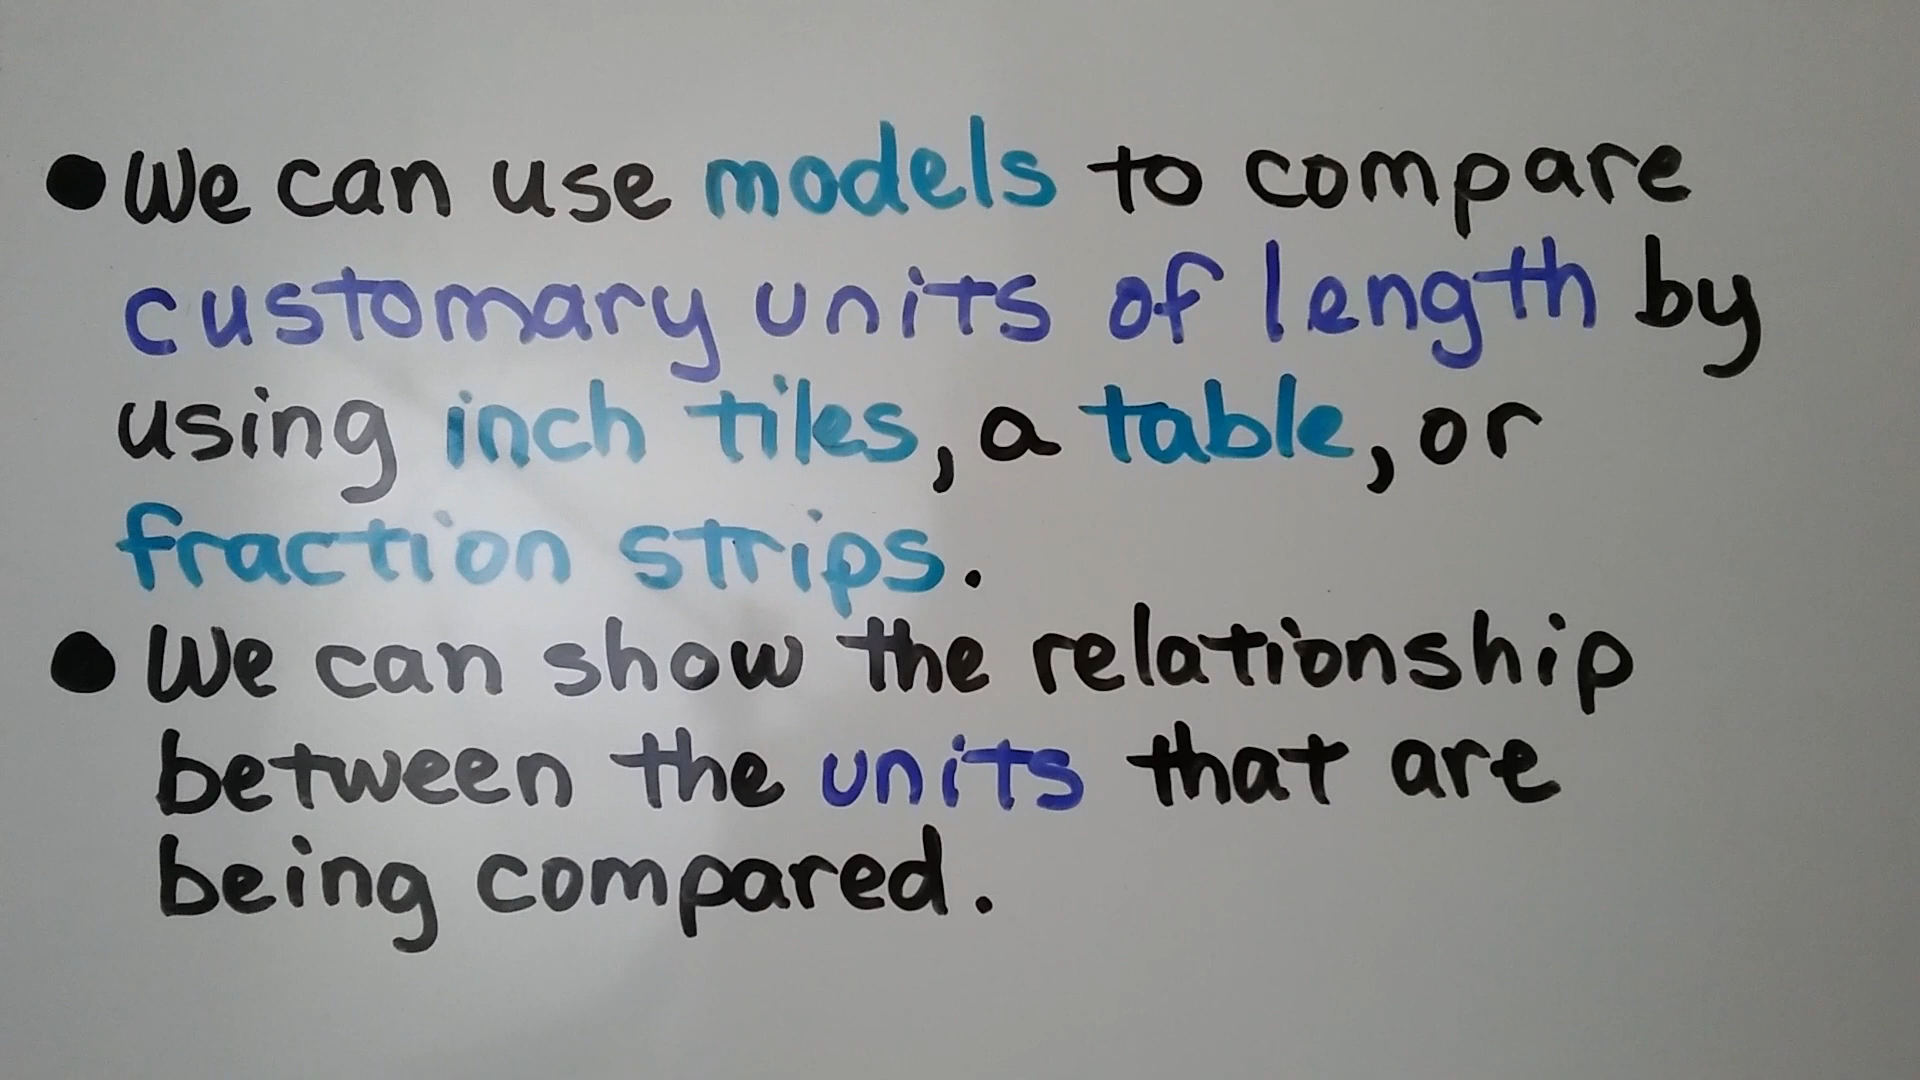 ● We can use models to compare
customary units of length by
using inch tiles, a table, or
fraction strips.
● We can show the relationship
between the units that are
being compared.